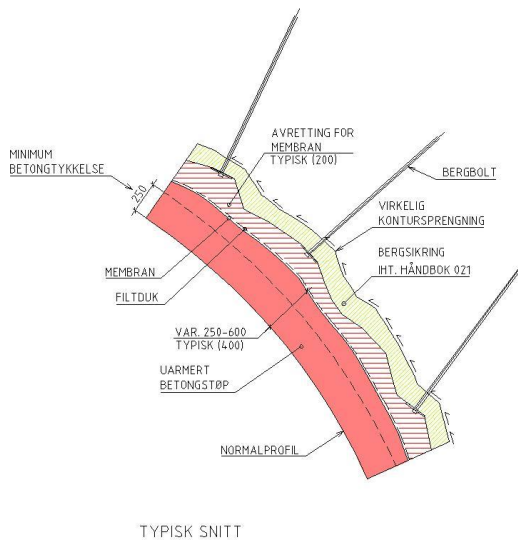 AVRETTING FOR
MEMBRAN
TYPISK (200)
MINIMUM
BETONGTYKKELSE
BERGBOLT
250
VIRKELIG
KONTURSPRENGNING
BERGSIKRING
IHT. HÅNDBOK 021
MEMBRAN
FILTDUK
VAR. 250-600
TYPISK (400)
UARMERT
BETONGSTØP
NORMALPROFIL
TYPISK SNITT